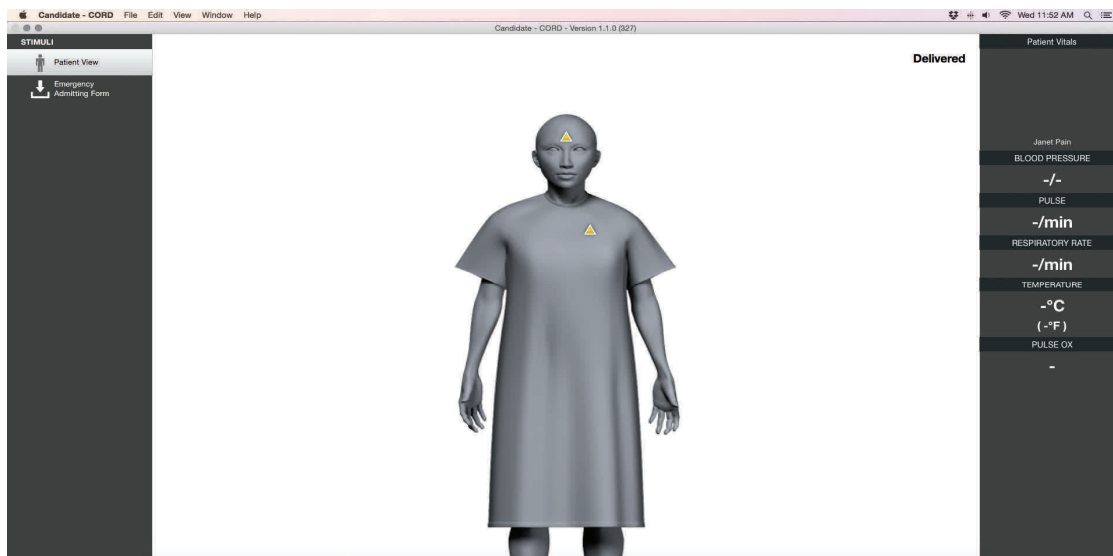 Candidate - CORD File Edit View Window Help Wed 11:52 AM
Candidate - CORD - Version 1.1.0 (327)
STIMULI
Patient View
Emergency
Admitting Form
Delivered
Patient Vitals
Janet Pain
BLOOD PRESSURE
-/-
PULSE
-/min
RESPIRATORY RATE
-/min
TEMPERATURE
-°C
( -°F )
PULSE OX
-